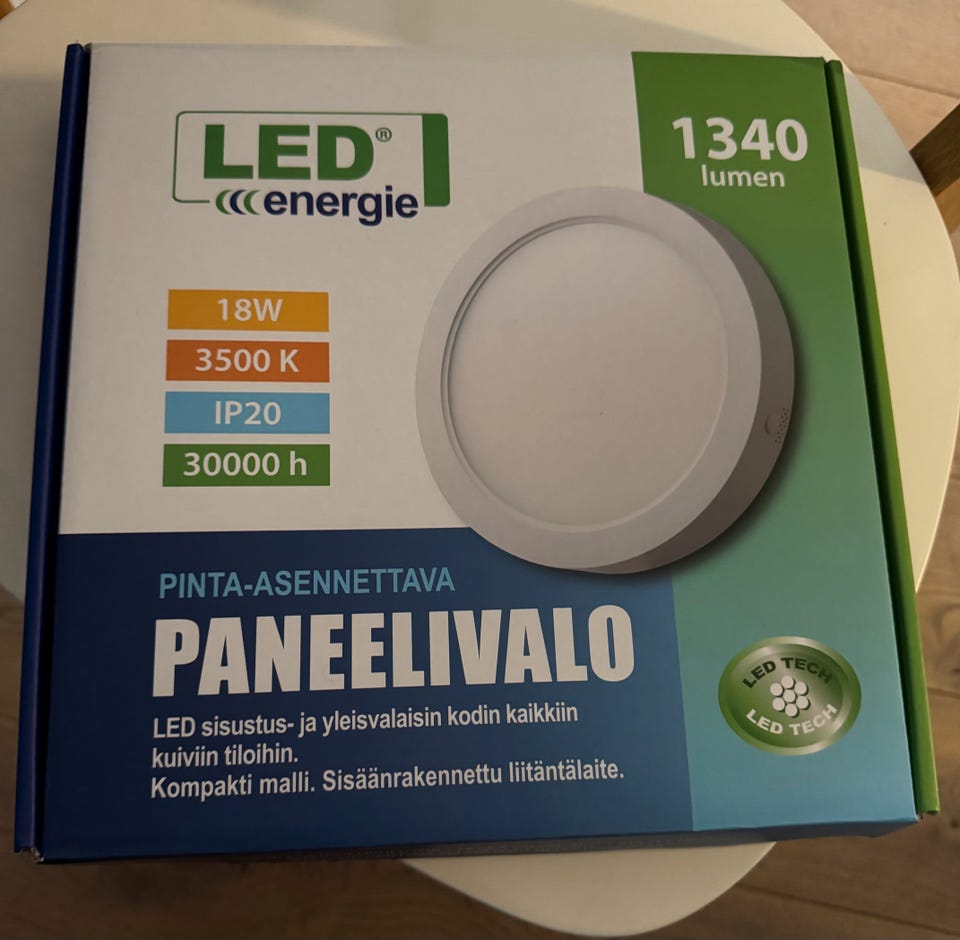 LED®
energie
1340
lumen
18W
3500 K
IP20
30000 h
PINTA-ASENNETTAVA
PANEELIVALO
LED sisustus- ja yleisvalaisin kodin kaikkiin
kuiviin tiloihin.
Kompakti malli. Sisäänrakennettu liitäntälaite.
LED TECH
LED TECH